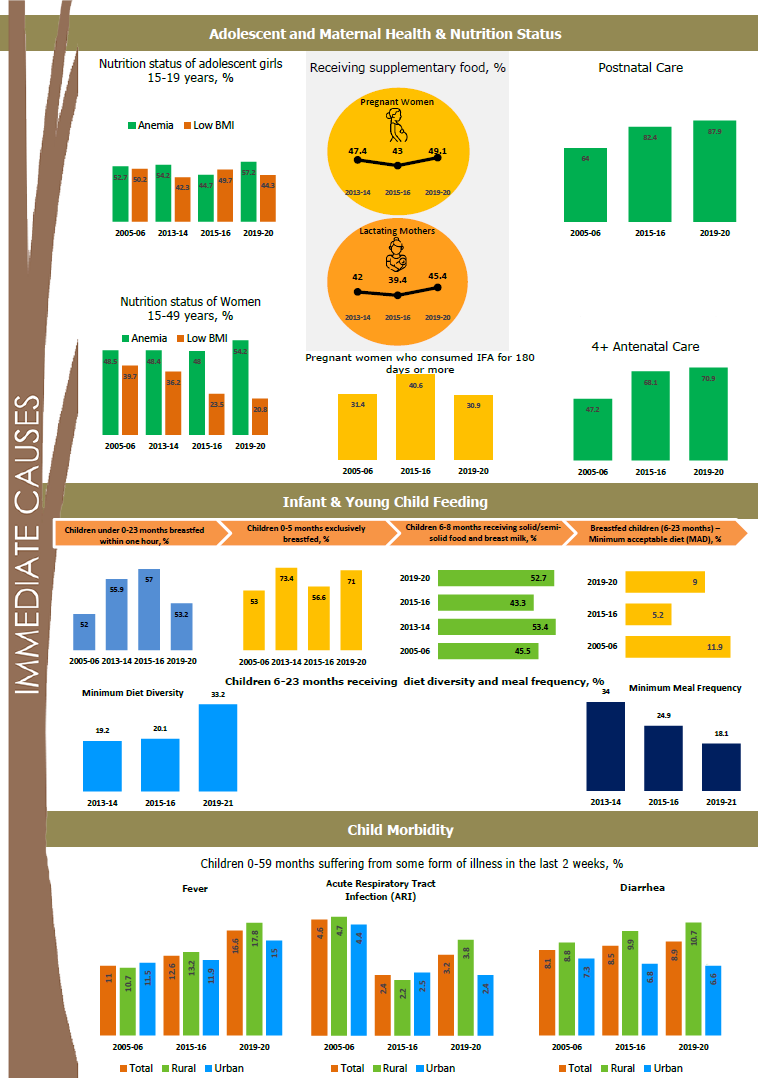 Adolescent and Maternal Health & Nutrition Status
Nutrition status of adolescent girls
15-19 years, %
Anemia Low BMI
52.7 50.2 54.2 42.3 44.7 49.7 57.2 44.3
2005-06 2013-14 2015-16 2019-20
Receiving supplementary food, %
Pregnant Women
47.4 43 49.1
2013-14 2015-16 2019-20
Lactating Mothers
42 39.4 45.4
2013-14 2015-16 2019-20
Postnatal Care
64 82.4 87.9
2005-06 2015-16 2019-20
Nutrition status of Women
15-49 years, %
Anemia Low BMI
48.5 39.7 48.4 36.2 48 23.5 54.2 20.8
2005-06 2013-14 2015-16 2019-20
Pregnant women who consumed IFA for 180
days or more
31.4 40.6 30.9
2005-06 2015-16 2019-20
4+ Antenatal Care
47.2 68.1 70.9
2005-06 2015-16 2019-20
IMMEDIATE CAUSES
Infant & Young Child Feeding
Children under 0-23 months breastfed
within one hour, %
Children 0-5 months exclusively
breastfed, %
Children 6-8 months receiving solid/semi-
solid food and breast milk, %
Breastfed children (6-23 months) –
Minimum acceptable diet (MAD), %
52 55.9 57 53.2
2005-06 2013-14 2015-16 2019-20
53 73.4 56.6 71
2005-06 2013-14 2015-16 2019-20
2019-20 52.7
2015-16 43.3
2013-14 53.4
2005-06 45.5
2019-20 9
2015-16 5.2
2005-06 11.9
Children 6-23 months receiving diet diversity and meal frequency, %
Minimum Diet Diversity
19.2 20.1 33.2
2013-14 2015-16 2019-21
Minimum Meal Frequency
34 24.9 18.1
2013-14 2015-16 2019-21
Child Morbidity
Children 0-59 months suffering from some form of illness in the last 2 weeks, %
Fever
11 10.7 11.5 12.6 13.2 11.9 16.6 17.8 15
2005-06 2015-16 2019-20
Total Rural Urban
Acute Respiratory Tract
Infection (ARI)
4.6 4.7 4.4 2.4 2.2 2.5 3.2 3.8 2.4
2005-06 2015-16 2019-20
Total Rural Urban
Diarrhea
8.1 8.8 7.3 8.5 9.9 6.8 8.9 10.7 6.6
2005-06 2015-16 2019-20
Total Rural Urban